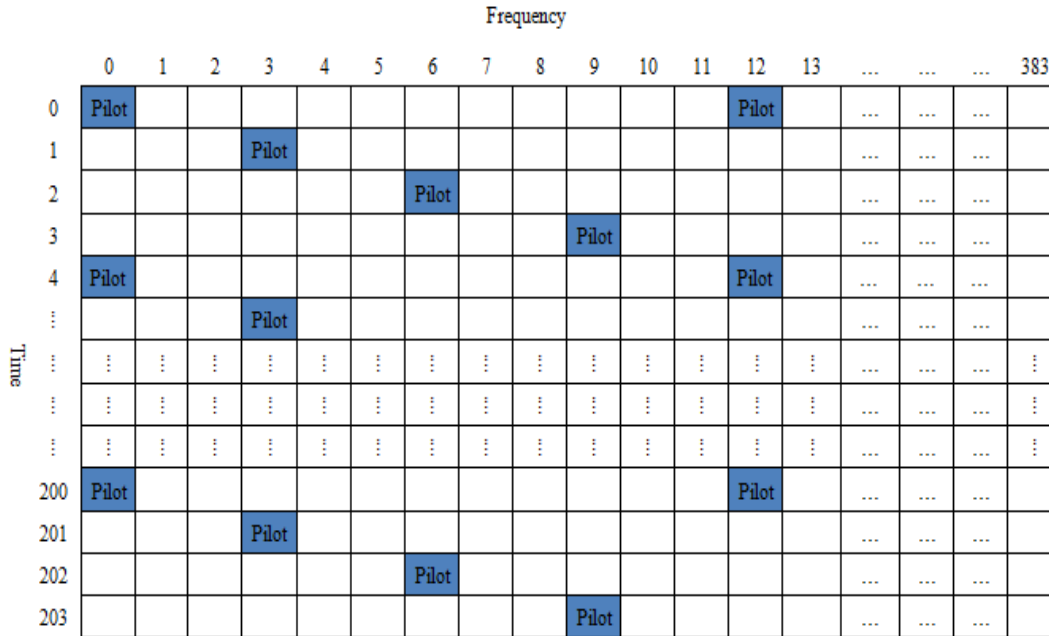 Frequency
0 1 2 3 4 5 6 7 8 9 10 11 12 13 ... ... ... 383
0 Pilot Pilot ... ... ...
1 Pilot ... ... ...
2 Pilot ... ... ...
3 Pilot ... ... ...
4 Pilot Pilot ... ... ...
⋮ Pilot ... ... ...
Time
⋮ ⋮ ⋮ ⋮ ⋮ ⋮ ⋮ ⋮ ⋮ ⋮ ⋮ ⋮ ⋮ ⋮ ⋮ ... ... ... ⋮
⋮ ⋮ ⋮ ⋮ ⋮ ⋮ ⋮ ⋮ ⋮ ⋮ ⋮ ⋮ ⋮ ⋮ ⋮ ... ... ... ⋮
⋮ ⋮ ⋮ ⋮ ⋮ ⋮ ⋮ ⋮ ⋮ ⋮ ⋮ ⋮ ⋮ ⋮ ⋮ ... ... ... ⋮
200 Pilot Pilot ... ... ...
201 Pilot ... ... ...
202 Pilot ... ... ...
203 Pilot ... ... ...